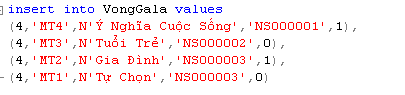 insert into VongGala values
(4,'MT4',N'Ý Nghĩa Cuộc Sống','NS000001',1),
(4,'MT3',N'Tuổi Trẻ','NS000002',0),
(4,'MT2',N'Gia Đình','NS000003',1),
(4,'MT1',N'Tự Chọn','NS000003',0)